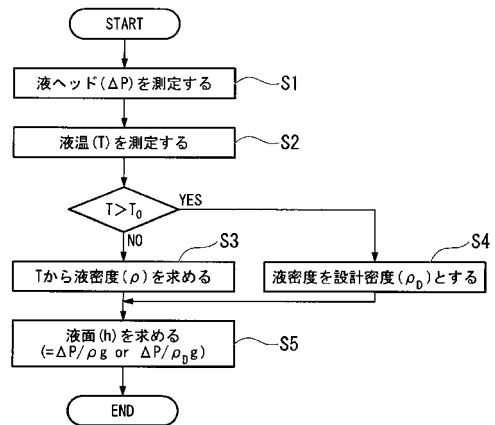 START
液ヘッド(ΔP)を測定する
S1
液温(T)を測定する
S2
T>T₀
YES
NO
S3
S4
Tから液密度(ρ)を求める
液密度を設計密度(ρ_D)とする
液面(h)を求める
(=ΔP/ρg or ΔP/ρ_Dg)
S5
END